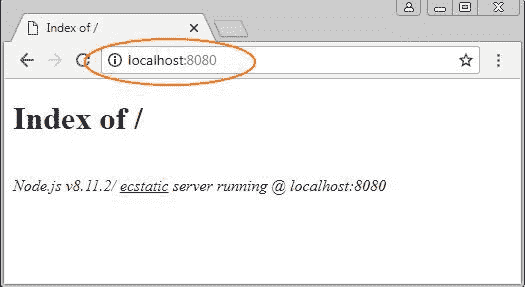 Index of /
localhost:8080
Index of /
Node.js v8.11.2/ ecstatic server running @ localhost:8080